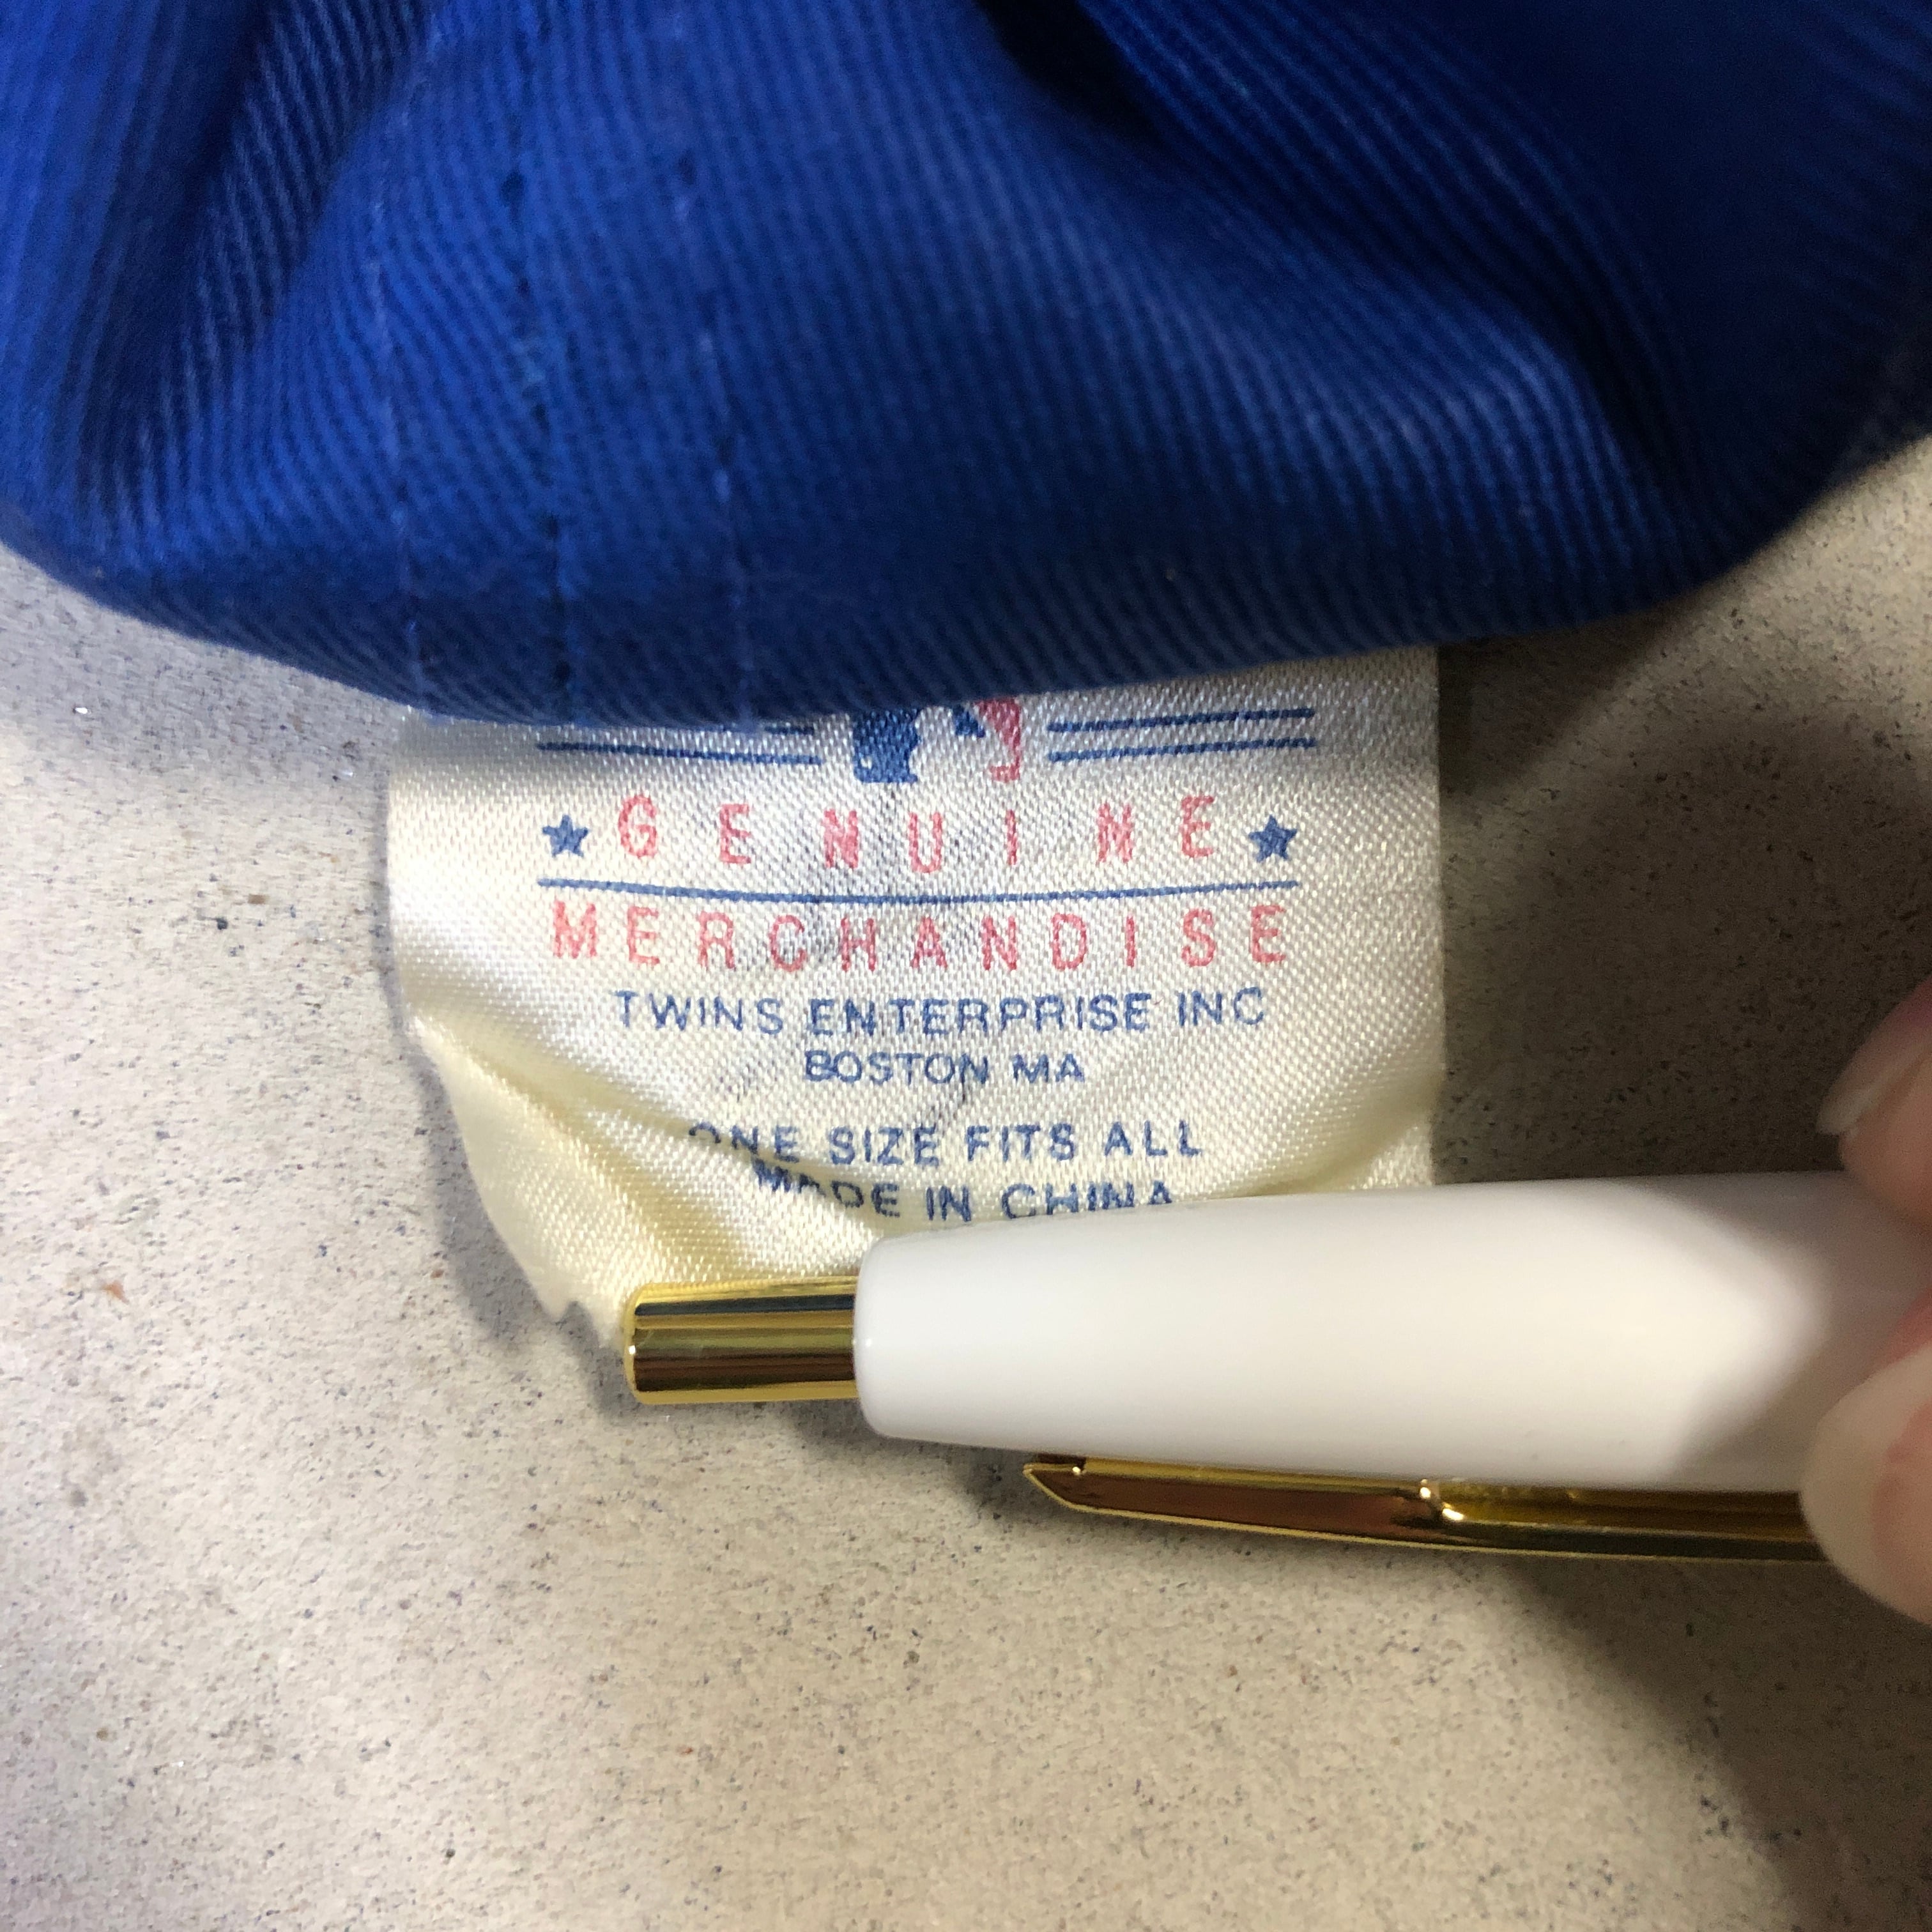 GENUINE
MERCHANDISE
TWINS ENTERPRISE INC
BOSTON MA
ONE SIZE FITS ALL
MADE IN CHINA